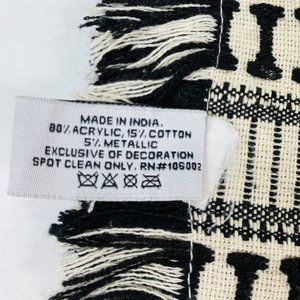 MADE IN INDIA.
80% ACRYLIC, 15% COTTON
5% METALLIC
EXCLUSIVE OF DECORATION
SPOT CLEAN ONLY. RN#106002